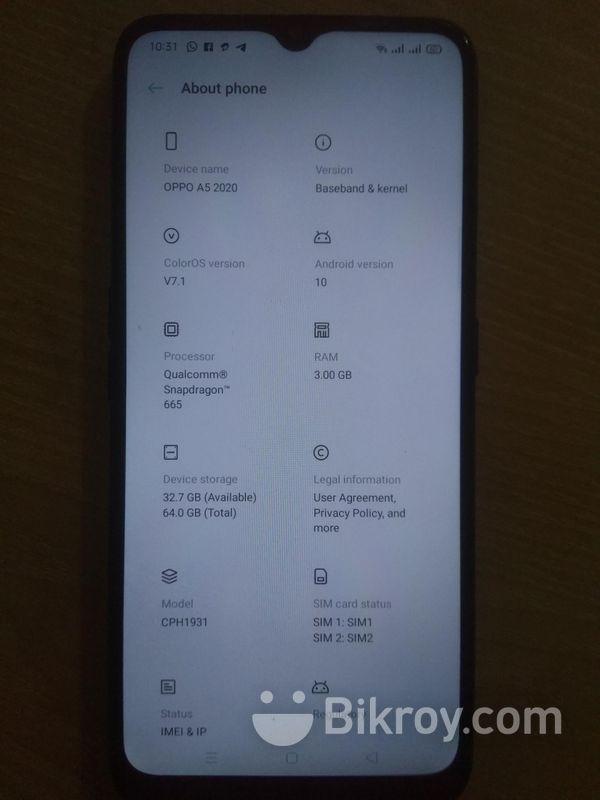 10:31
About phone
Device name
OPPO A5 2020
Version
Baseband & kernel
ColorOS version
V7.1
Android version
10
Processor
Qualcomm®
Snapdragon™
665
RAM
3.00 GB
Device storage
32.7 GB (Available)
64.0 GB (Total)
Legal information
User Agreement,
Privacy Policy, and
more
Model
CPH1931
SIM card status
SIM 1: SIM1
SIM 2: SIM2
Status
IMEI & IP
Bikroy.com